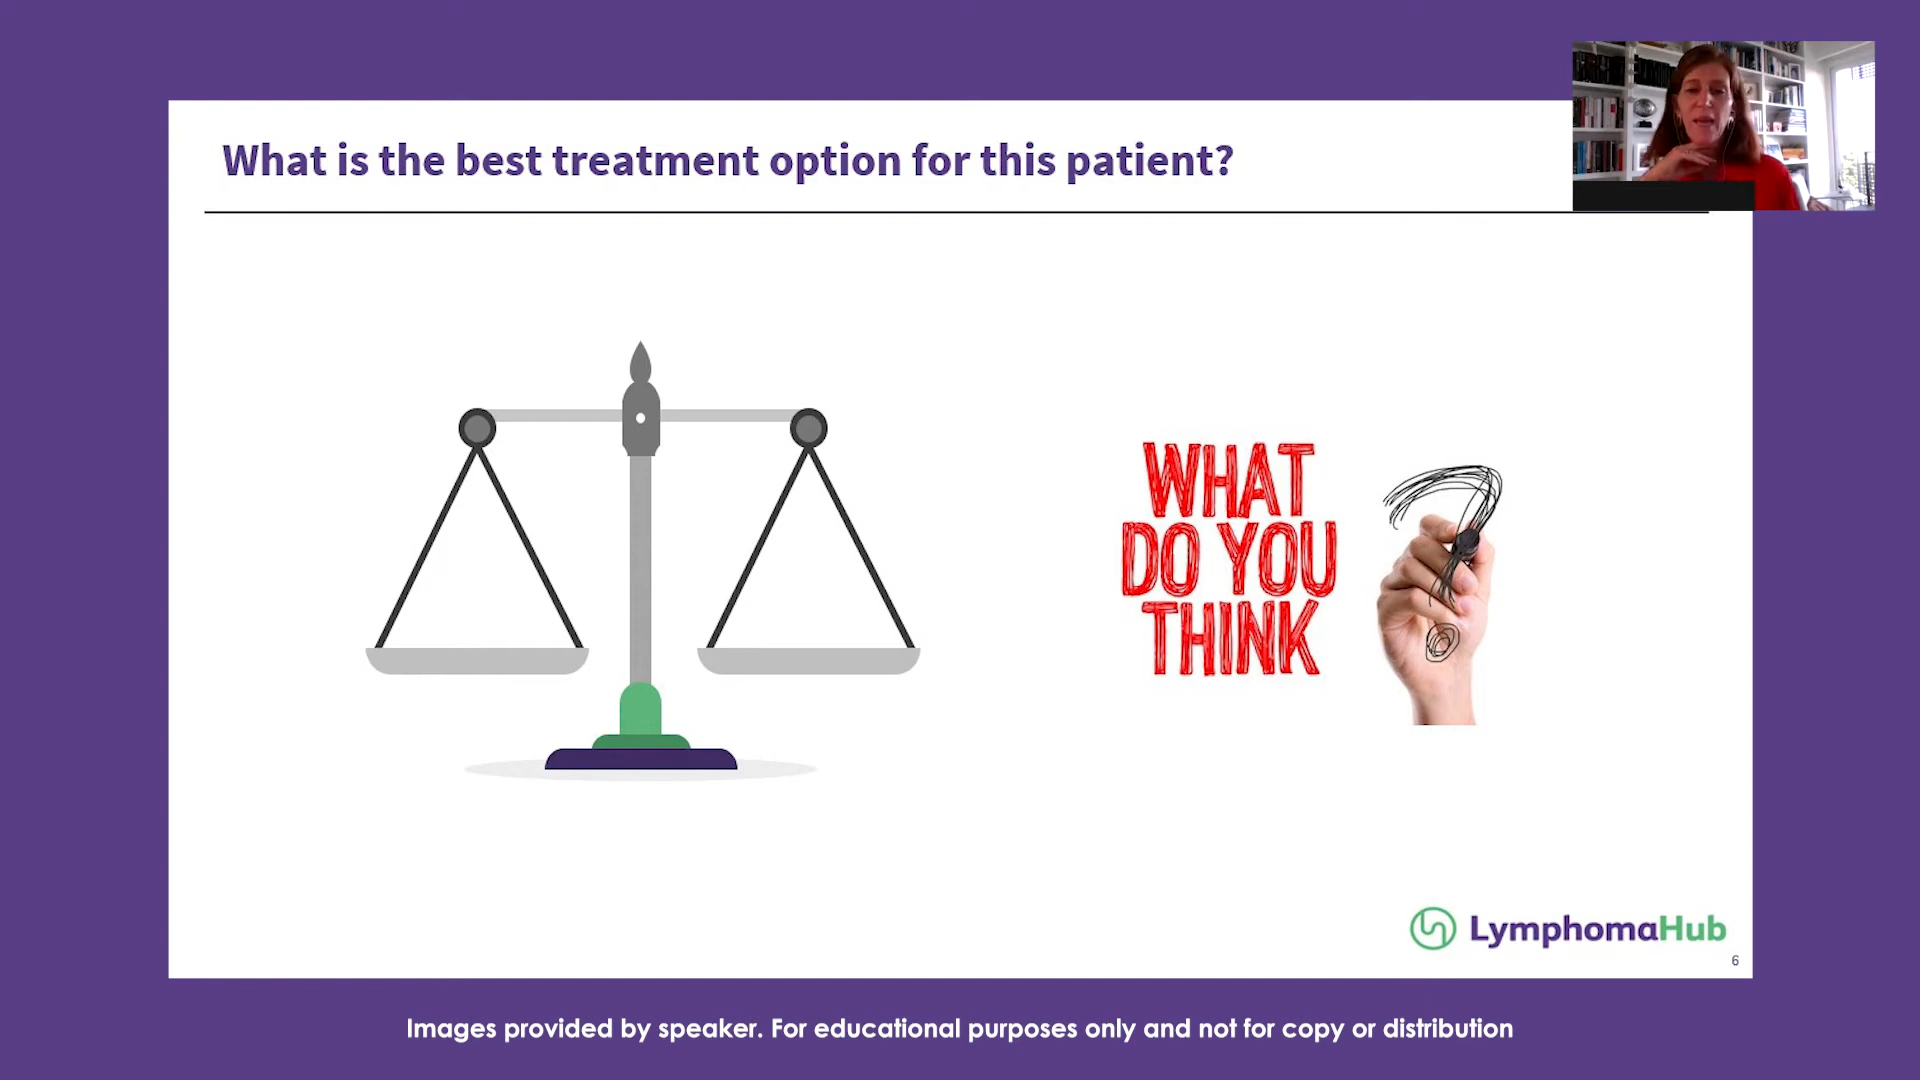 What is the best treatment option for this patient?
WHAT
DO YOU
THINK
?
LymphomaHub
6
Images provided by speaker. For educational purposes only and not for copy or distribution